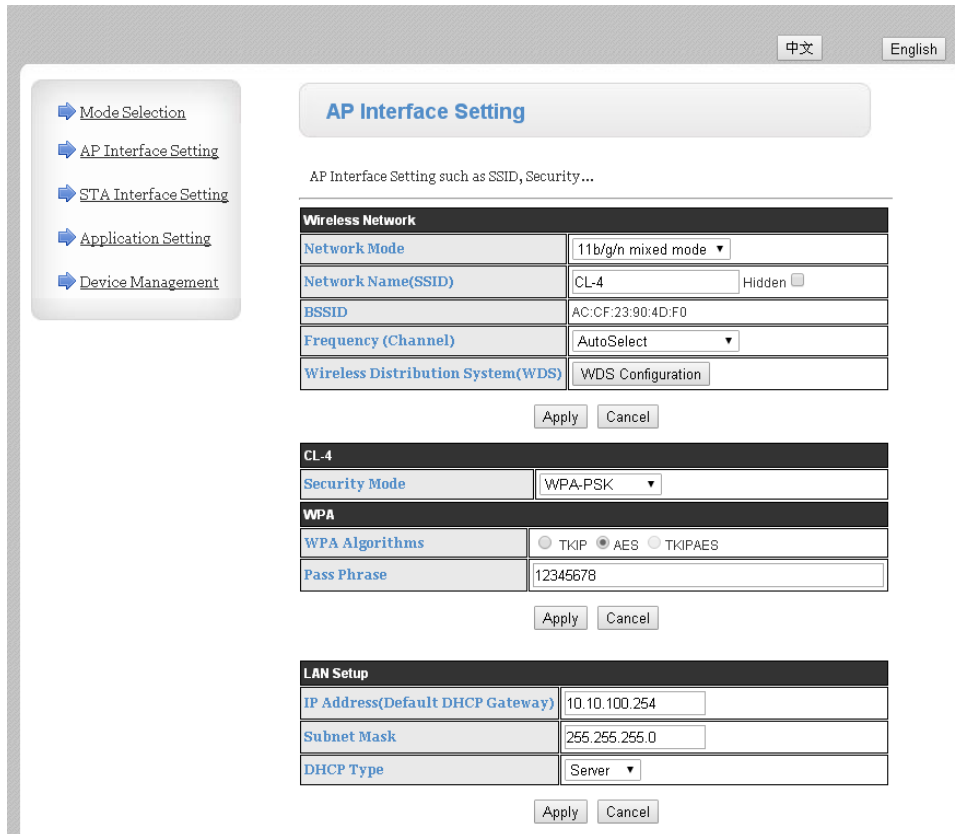 中文 English
Mode Selection
AP Interface Setting
STA Interface Setting
Application Setting
Device Management
AP Interface Setting
AP Interface Setting such as SSID, Security...
Wireless Network
Network Mode 11b/g/n mixed mode
Network Name(SSID) CL-4 Hidden
BSSID AC:CF:23:90:4D:F0
Frequency (Channel) AutoSelect
Wireless Distribution System(WDS) WDS Configuration
Apply Cancel
CL-4
Security Mode WPA-PSK
WPA
WPA Algorithms TKIP AES TKIPAES
Pass Phrase 12345678
Apply Cancel
LAN Setup
IP Address(Default DHCP Gateway) 10.10.100.254
Subnet Mask 255.255.255.0
DHCP Type Server
Apply Cancel